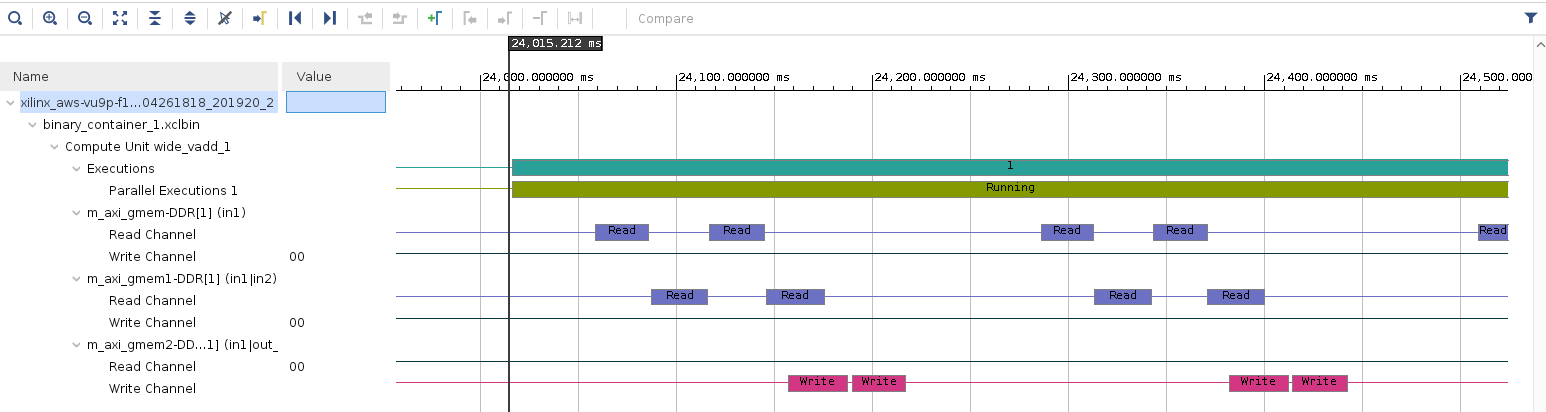 Compare
24,015.212 ms
Name Value
24,000.000000 ms 24,100.000000 ms 24,200.000000 ms 24,300.000000 ms 24,400.000000 ms 24,500.000
xilinx_aws-vu9p-f1...04261818_201920_2
binary_container_1.xclbin
Compute Unit wide_vadd_1
Executions 1
Parallel Executions 1 Running
m_axi_gmem-DDR[1] (in1)
Read Channel Read Read Read Read Read
Write Channel 00
m_axi_gmem1-DDR[1] (in1|in2)
Read Channel Read Read Read Read
Write Channel 00
m_axi_gmem2-DD...1] (in1|out_
Read Channel 00
Write Channel Write Write Write Write